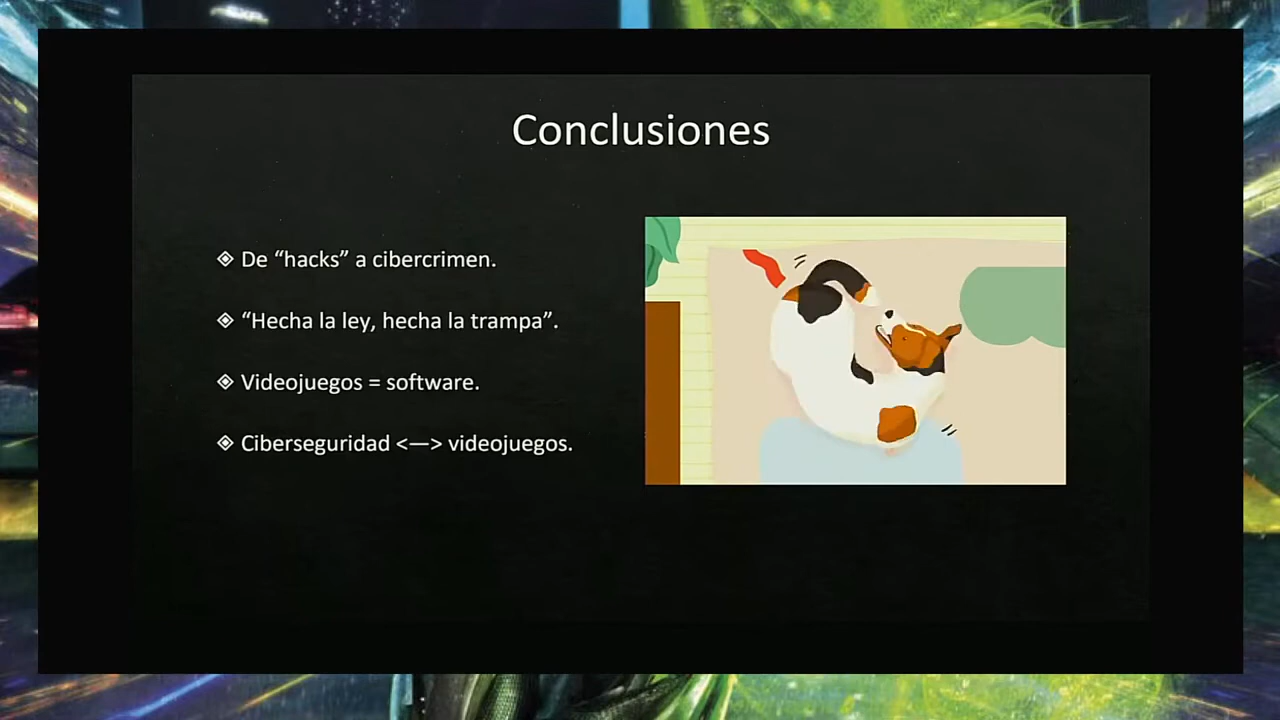 Conclusiones
De “hacks” a cibercrimen.
“Hecha la ley, hecha la trampa”.
Videojuegos = software.
Ciberseguridad <—> videojuegos.